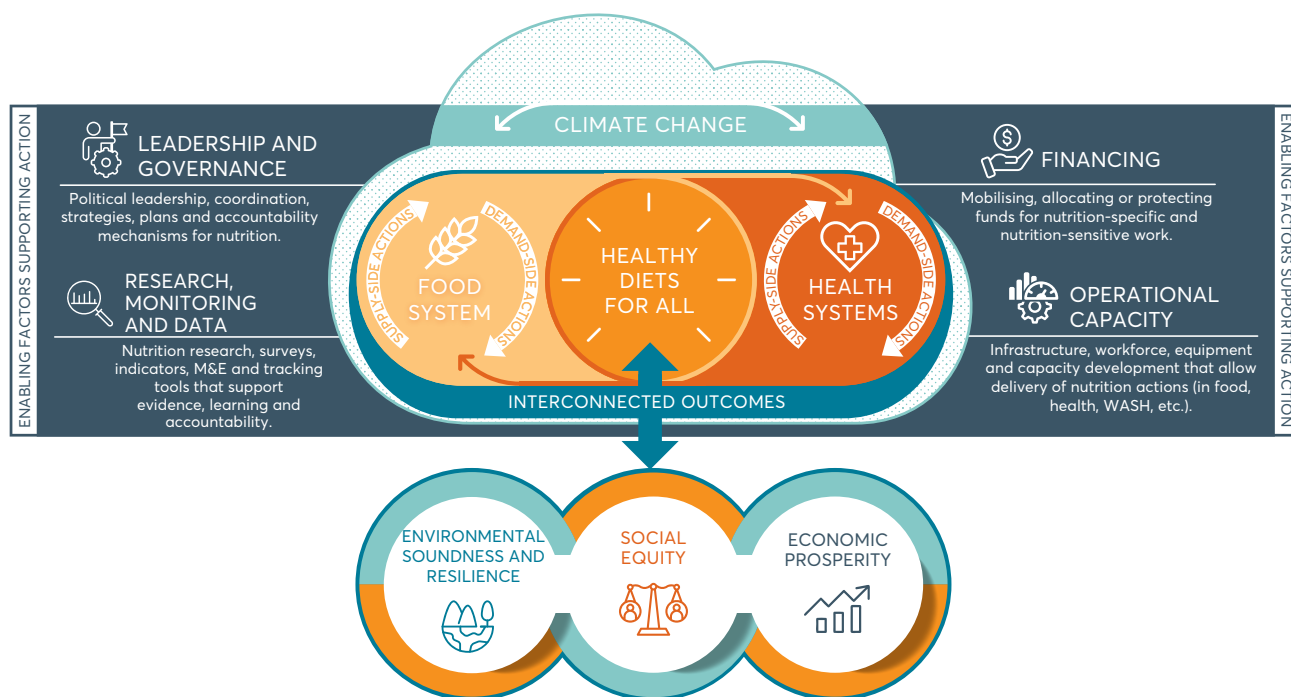 CLIMATE CHANGE
ENABLING FACTORS SUPPORTING ACTION
LEADERSHIP AND
GOVERNANCE
Political leadership, coordination,
strategies, plans and accountability
mechanisms for nutrition.
RESEARCH,
MONITORING
AND DATA
Nutrition research, surveys,
indicators, M&E and tracking
tools that support
evidence, learning and
accountability.
SUPPLY-SIDE ACTIONS
FOOD
SYSTEM
DEMAND-SIDE ACTIONS
HEALTHY
DIETS
FOR ALL
SUPPLY-SIDE ACTIONS
HEALTH
SYSTEMS
DEMAND-SIDE ACTIONS
INTERCONNECTED OUTCOMES
$
FINANCING
Mobilising, allocating or protecting
funds for nutrition-specific and
nutrition-sensitive work.
OPERATIONAL
CAPACITY
Infrastructure, workforce, equipment
and capacity development that allow
delivery of nutrition actions (in food,
health, WASH, etc.).
ENABLING FACTORS SUPPORTING ACTION
ENVIRONMENTAL
SOUNDNESS AND
RESILIENCE
SOCIAL
EQUITY
ECONOMIC
PROSPERITY